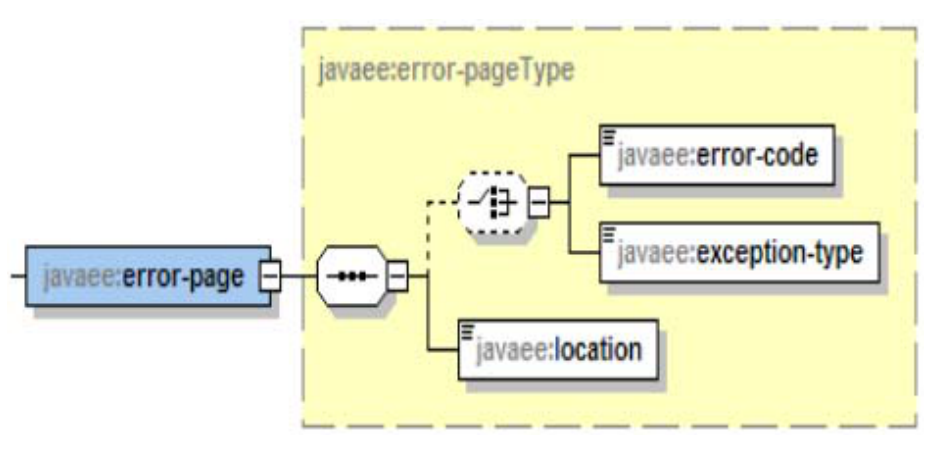 javaee:error-pageType
javaee:error-code
javaee:exception-type
javaee:error-page
javaee:location